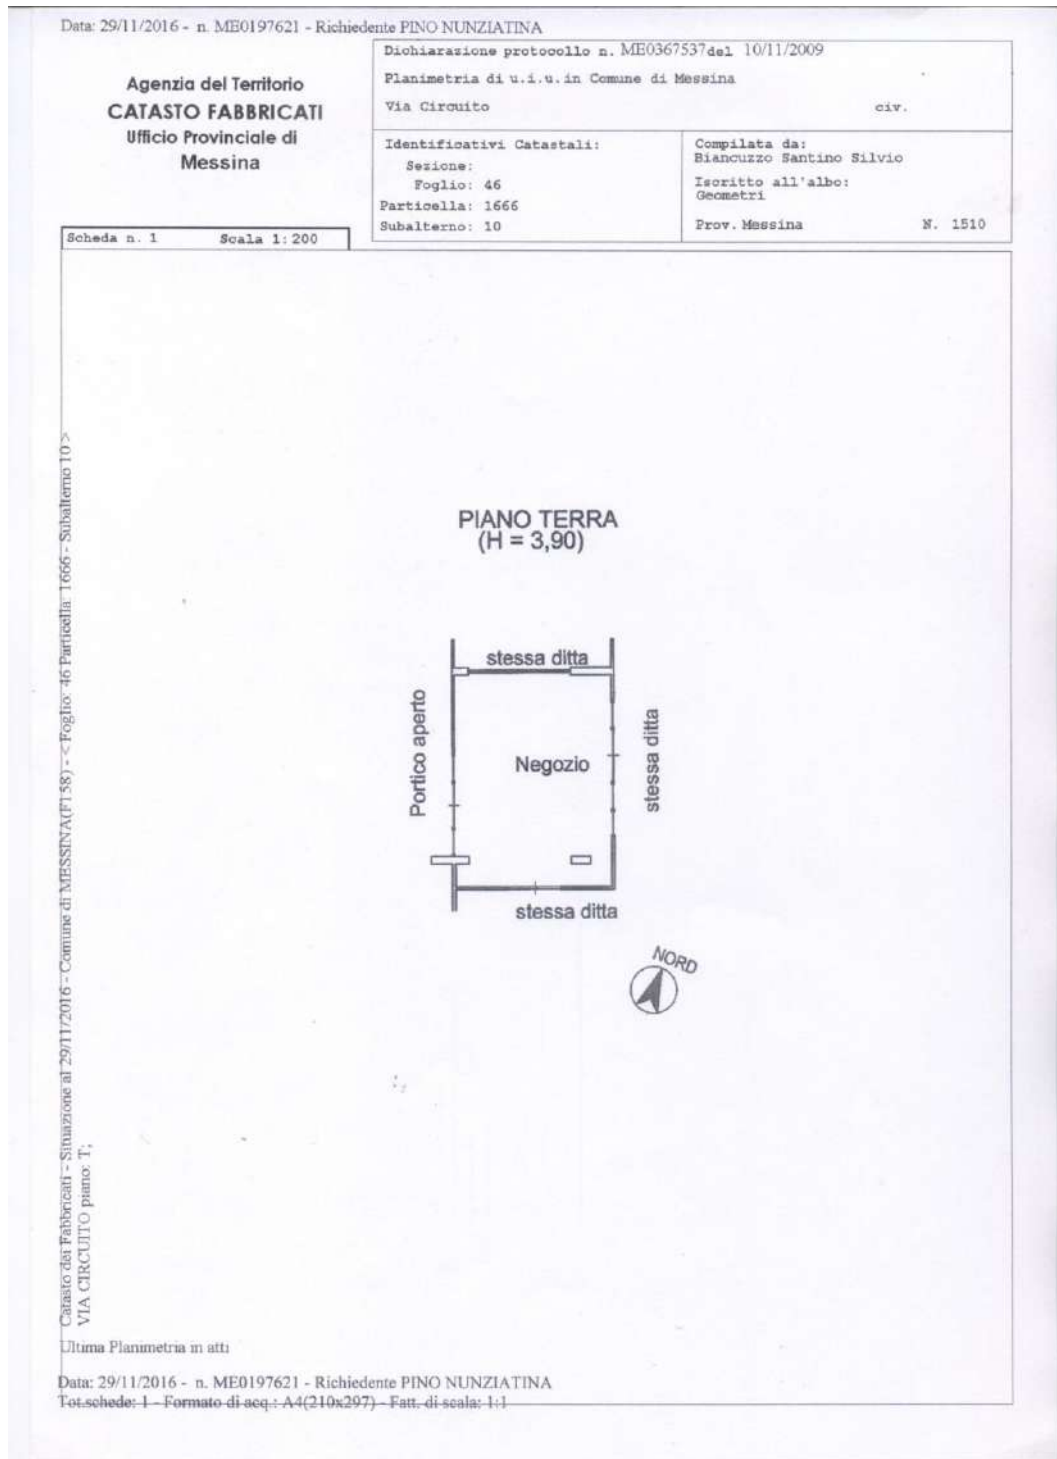 Data: 29/11/2016 - n. ME0197621 - Richiedente PINO NUNZIATINA
Agenzia del Territorio
CATASTO FABBRICATI
Ufficio Provinciale di
Messina
Dichiarazione protocollo n. ME0367537del 10/11/2009
Planimetria di u.i.u.in Comune di Messina
Via Circuito civ.
Identificativi Catastali:
Sezione:
Foglio: 46
Particella: 1666
Subalterno: 10
Compilata da:
Biancuzzo Santino Silvio
Iscritto all'albo:
Geometri
Prov. Messina N. 1510
Scheda n. 1 Scala 1:200
PIANO TERRA
(H = 3,90)
stessa ditta
Portico aperto
Negozio
stessa ditta
stessa ditta
NORD
Catasto dei Fabbricati - Situazione al 29/11/2016 - Comune di MESSINA(F158) - < Foglio: 46 Particella: 1666 - Subalterno 10 >
VIA CIRCUITO piano: T;
Ultima Planimetria in atti
Data: 29/11/2016 - n. ME0197621 - Richiedente PINO NUNZIATINA
Tot.schede: 1 - Formato di acq.: A4(210x297) - Fatt. di scala: 1:1